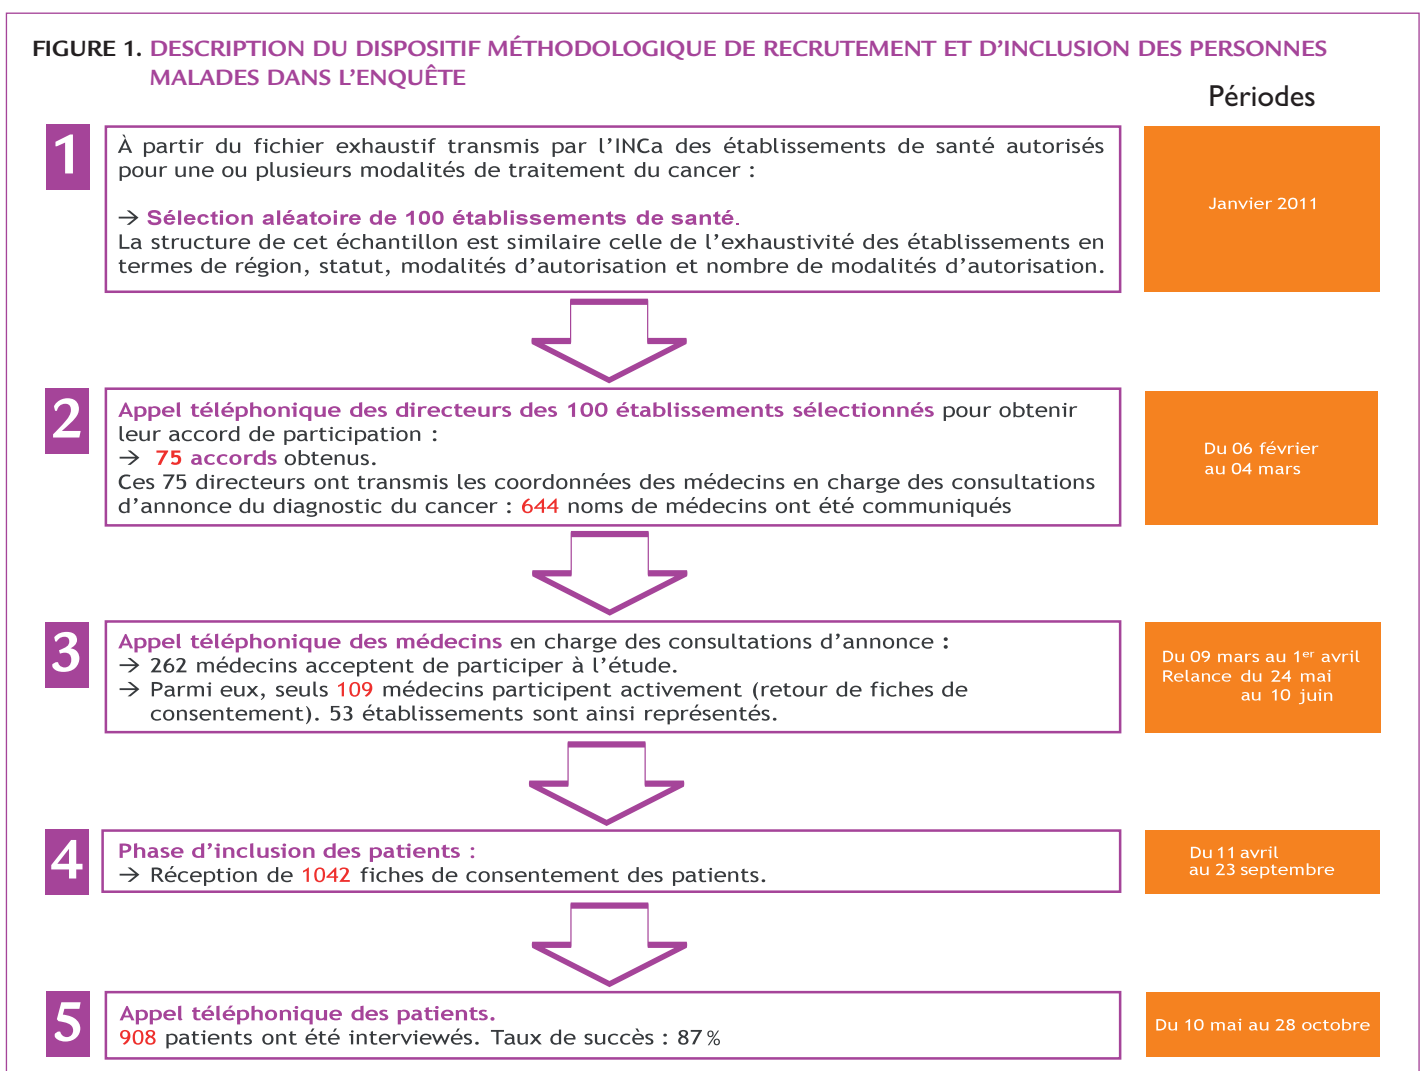 FIGURE 1. DESCRIPTION DU DISPOSITIF MÉTHODOLOGIQUE DE RECRUTEMENT ET D'INCLUSION DES PERSONNES
MALADES DANS L'ENQUÊTE
Périodes
1
À partir du fichier exhaustif transmis par l'INCa des établissements de santé autorisés
pour une ou plusieurs modalités de traitement du cancer :
→ Sélection aléatoire de 100 établissements de santé.
La structure de cet échantillon est similaire celle de l'exhaustivité des établissements en
termes de région, statut, modalités d'autorisation et nombre de modalités d'autorisation.
Janvier 2011
2
Appel téléphonique des directeurs des 100 établissements sélectionnés pour obtenir
leur accord de participation :
→ 75 accords obtenus.
Ces 75 directeurs ont transmis les coordonnées des médecins en charge des consultations
d'annonce du diagnostic du cancer : 644 noms de médecins ont été communiqués
Du 06 février
au 04 mars
3
Appel téléphonique des médecins en charge des consultations d'annonce :
→ 262 médecins acceptent de participer à l'étude.
→ Parmi eux, seuls 109 médecins participent activement (retour de fiches de
consentement). 53 établissements sont ainsi représentés.
Du 09 mars au 1er avril
Relance du 24 mai
au 10 juin
4
Phase d'inclusion des patients :
→ Réception de 1042 fiches de consentement des patients.
Du 11 avril
au 23 septembre
5
Appel téléphonique des patients.
908 patients ont été interviewés. Taux de succès : 87 %
Du 10 mai au 28 octobre